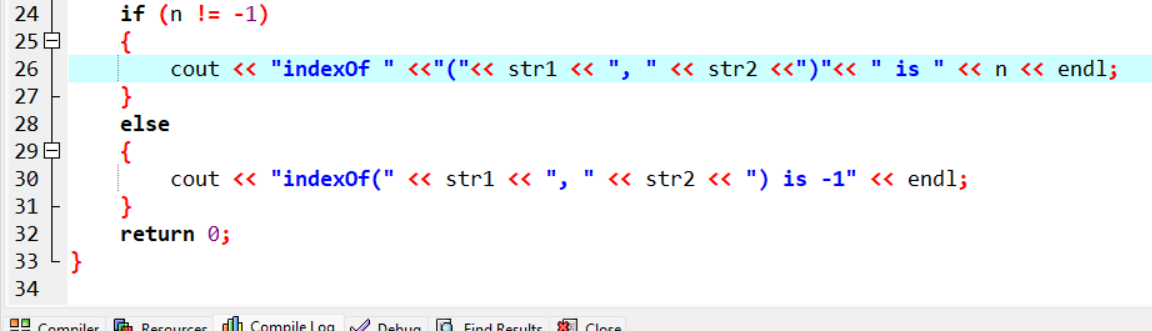 24 if (n != -1)
25 {
26 cout << "indexOf " <<"("<< str1 << ", " << str2 <<")"<< " is " << n << endl;
27 }
28 else
29 {
30 cout << "indexOf(" << str1 << ", " << str2 << ") is -1" << endl;
31 }
32 return 0;
33 }
34
Compiler Resources Compile Log Debug Find Results Close